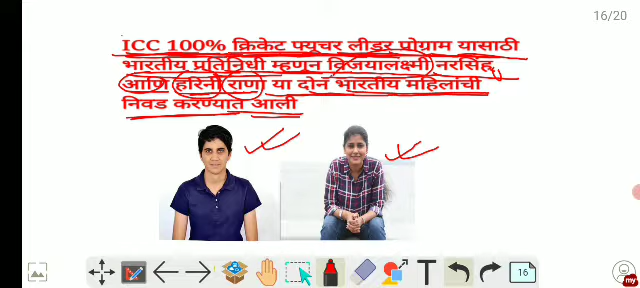 16/20
ICC 100% क्रिकेट फ्यूचर लीडर प्रोग्राम यासाठी
भारतीय प्रतिनिधी म्हणून विजयालक्ष्मी नरसिंह
आणि हरिनी राण या दोन भारतीय महिलांची
निवड करण्यात आली
T
16
my